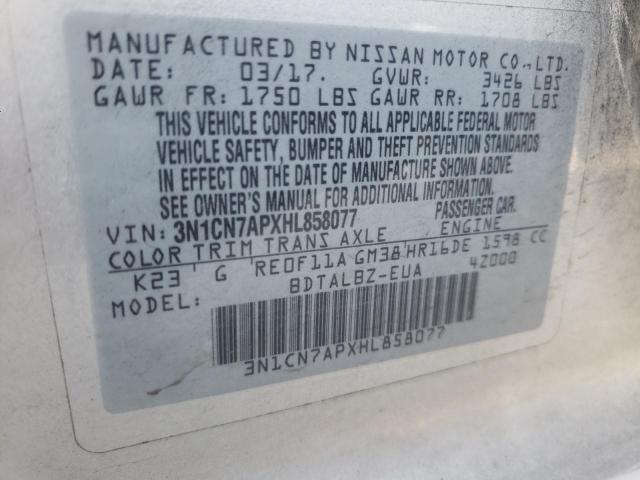 MANUFACTURED BY NISSAN MOTOR CO., LTD.
DATE: 03/17. GVWR: 3426 LBS
GAWR FR: 1750 LBS GAWR RR: 1708 LBS
THIS VEHICLE CONFORMS TO ALL APPLICABLE FEDERAL MOTOR
VEHICLE SAFETY, BUMPER AND THEFT PREVENTION STANDARDS
IN EFFECT ON THE DATE OF MANUFACTURE SHOWN ABOVE.
SEE OWNER'S MANUAL FOR ADDITIONAL INFORMATION.
VIN: 3N1CN7APXHL858077 PASSENGER CAR.
COLOR TRIM TRANS AXLE ENGINE
K23 G RE0F11A GM38 HR16DE 1598 CC
BDTALBZ-EUA 4Z000
3N1CN7APXHL858077